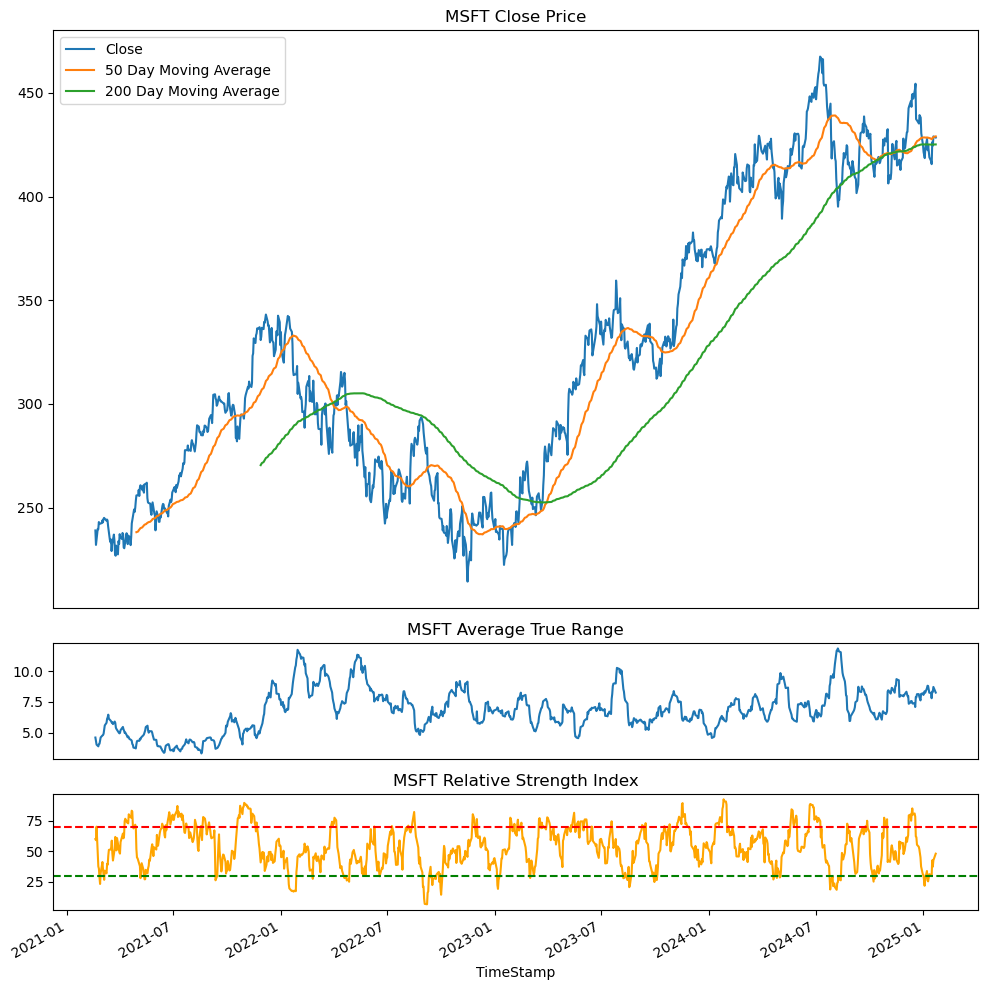 MSFT Close Price
Close
50 Day Moving Average
200 Day Moving Average
450
400
350
300
250
MSFT Average True Range
10.0
7.5
5.0
MSFT Relative Strength Index
75
50
25
2021-01
2021-07
2022-01
2022-07
2023-01
2023-07
2024-01
2024-07
2025-01
TimeStamp